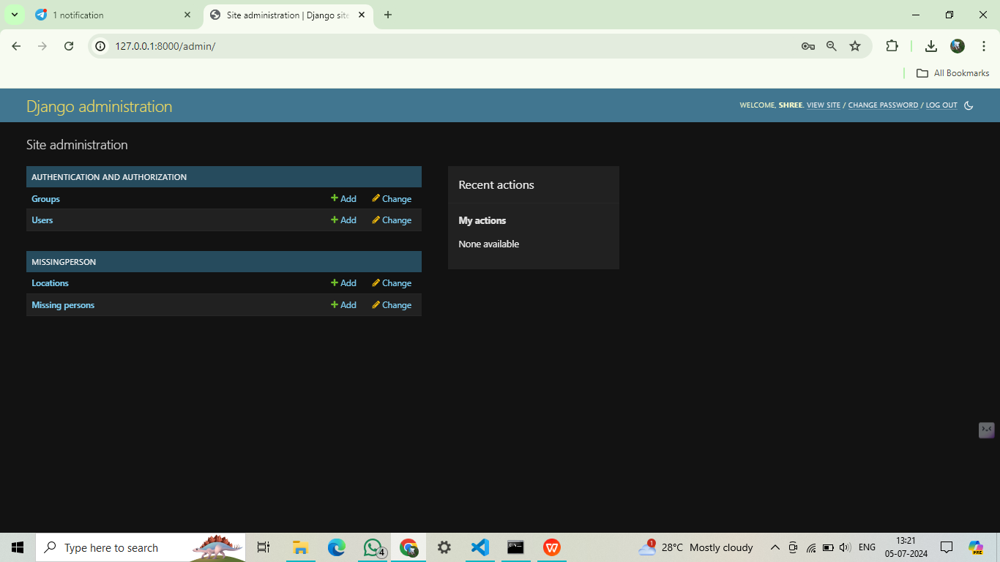 1 notification
Site administration | Django site
127.0.0.1:8000/admin/
All Bookmarks
Django administration
WELCOME, SHREE. VIEW SITE / CHANGE PASSWORD / LOG OUT
Site administration
AUTHENTICATION AND AUTHORIZATION
Groups Add Change
Users Add Change
MISSINGPERSON
Locations Add Change
Missing persons Add Change
Recent actions
My actions
None available
Type here to search
4
1
28°C Mostly cloudy
ENG
13:21
05-07-2024
PRE